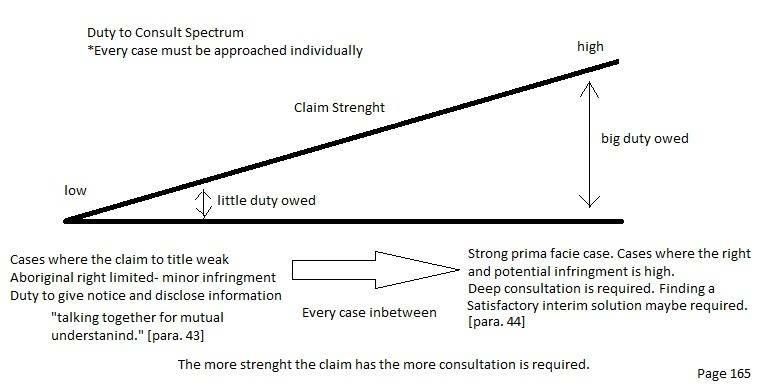 Duty to Consult Spectrum
*Every case must be approached individually
high
Claim Strenght
big duty owed
low
little duty owed
Cases where the claim to title weak
Aboriginal right limited- minor infringment
Duty to give notice and disclose information
"talking together for mutual
understanind." [para. 43]
Every case inbetween
Strong prima facie case. Cases where the right
and potential infringment is high.
Deep consultation is required. Finding a
Satisfactory interim solution maybe required.
[para. 44]
The more strenght the claim has the more consultation is required.
Page 165